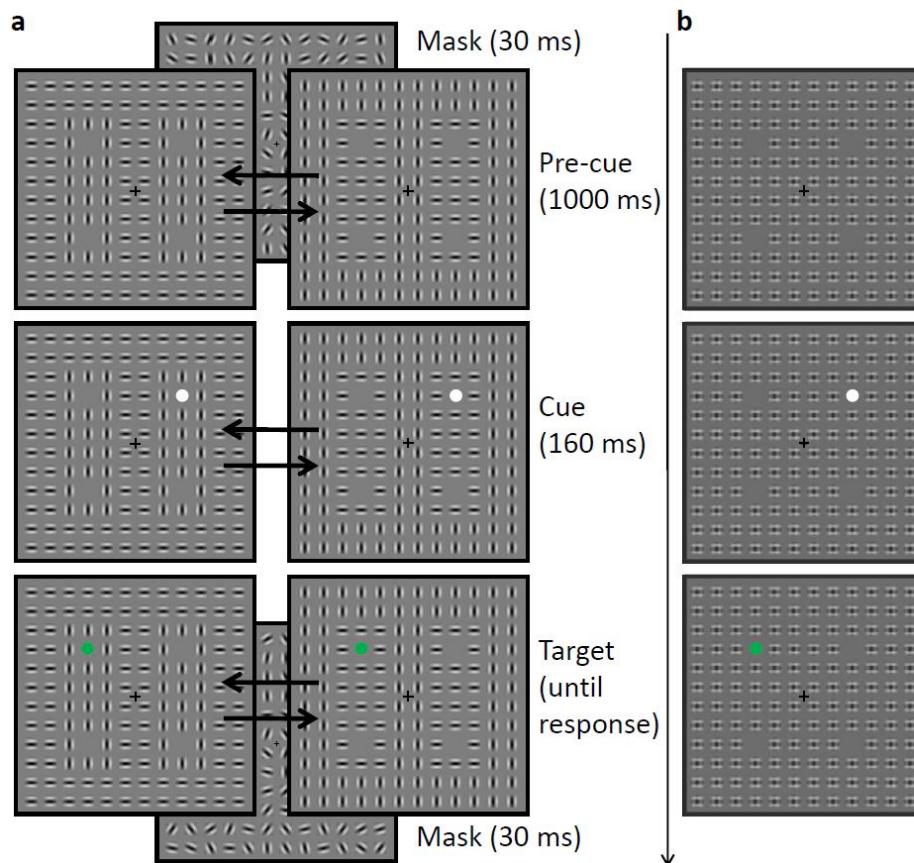 a
b
Mask (30 ms)
Pre-cue
(1000 ms)
Cue
(160 ms)
Target
(until
response)
Mask (30 ms)